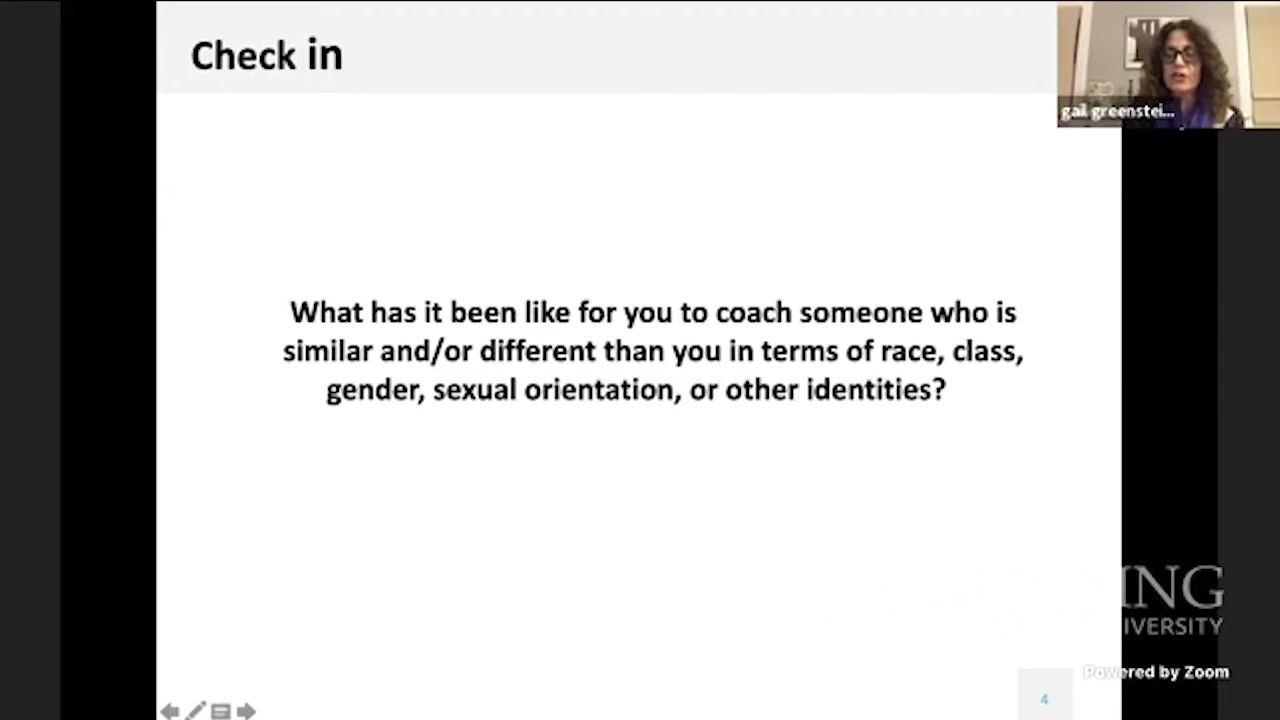 Check in
gail greenstei...
What has it been like for you to coach someone who is
similar and/or different than you in terms of race, class,
gender, sexual orientation, or other identities?
ING
IVERSITY
Powered by Zoom
4